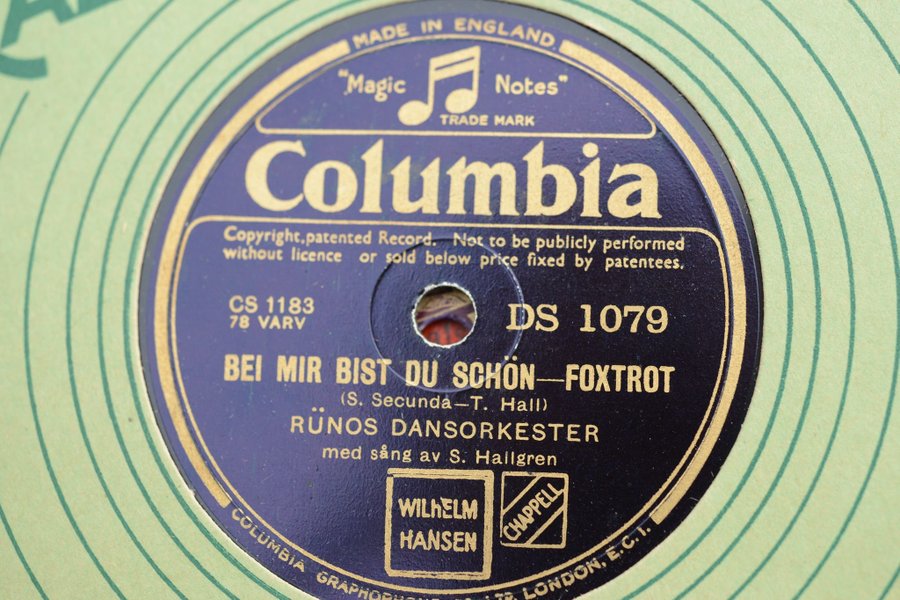 MADE IN ENGLAND.
"Magic Notes"
TRADE MARK
Columbia
Copyright, patented Record. Not to be publicly performed
without licence or sold below price fixed by patentees.
CS 1183
78 VARV
DS 1079
BEI MIR BIST DU SCHÖN—FOXTROT
(S. Secunda—T. Hall)
RÜNOS DANSORKESTER
med sång av S. Hallgren
WILhELM
HANSEN
CHAPPELL
COLUMBIA GRAPHOPHONE LTD, LONDON, E.C.1.